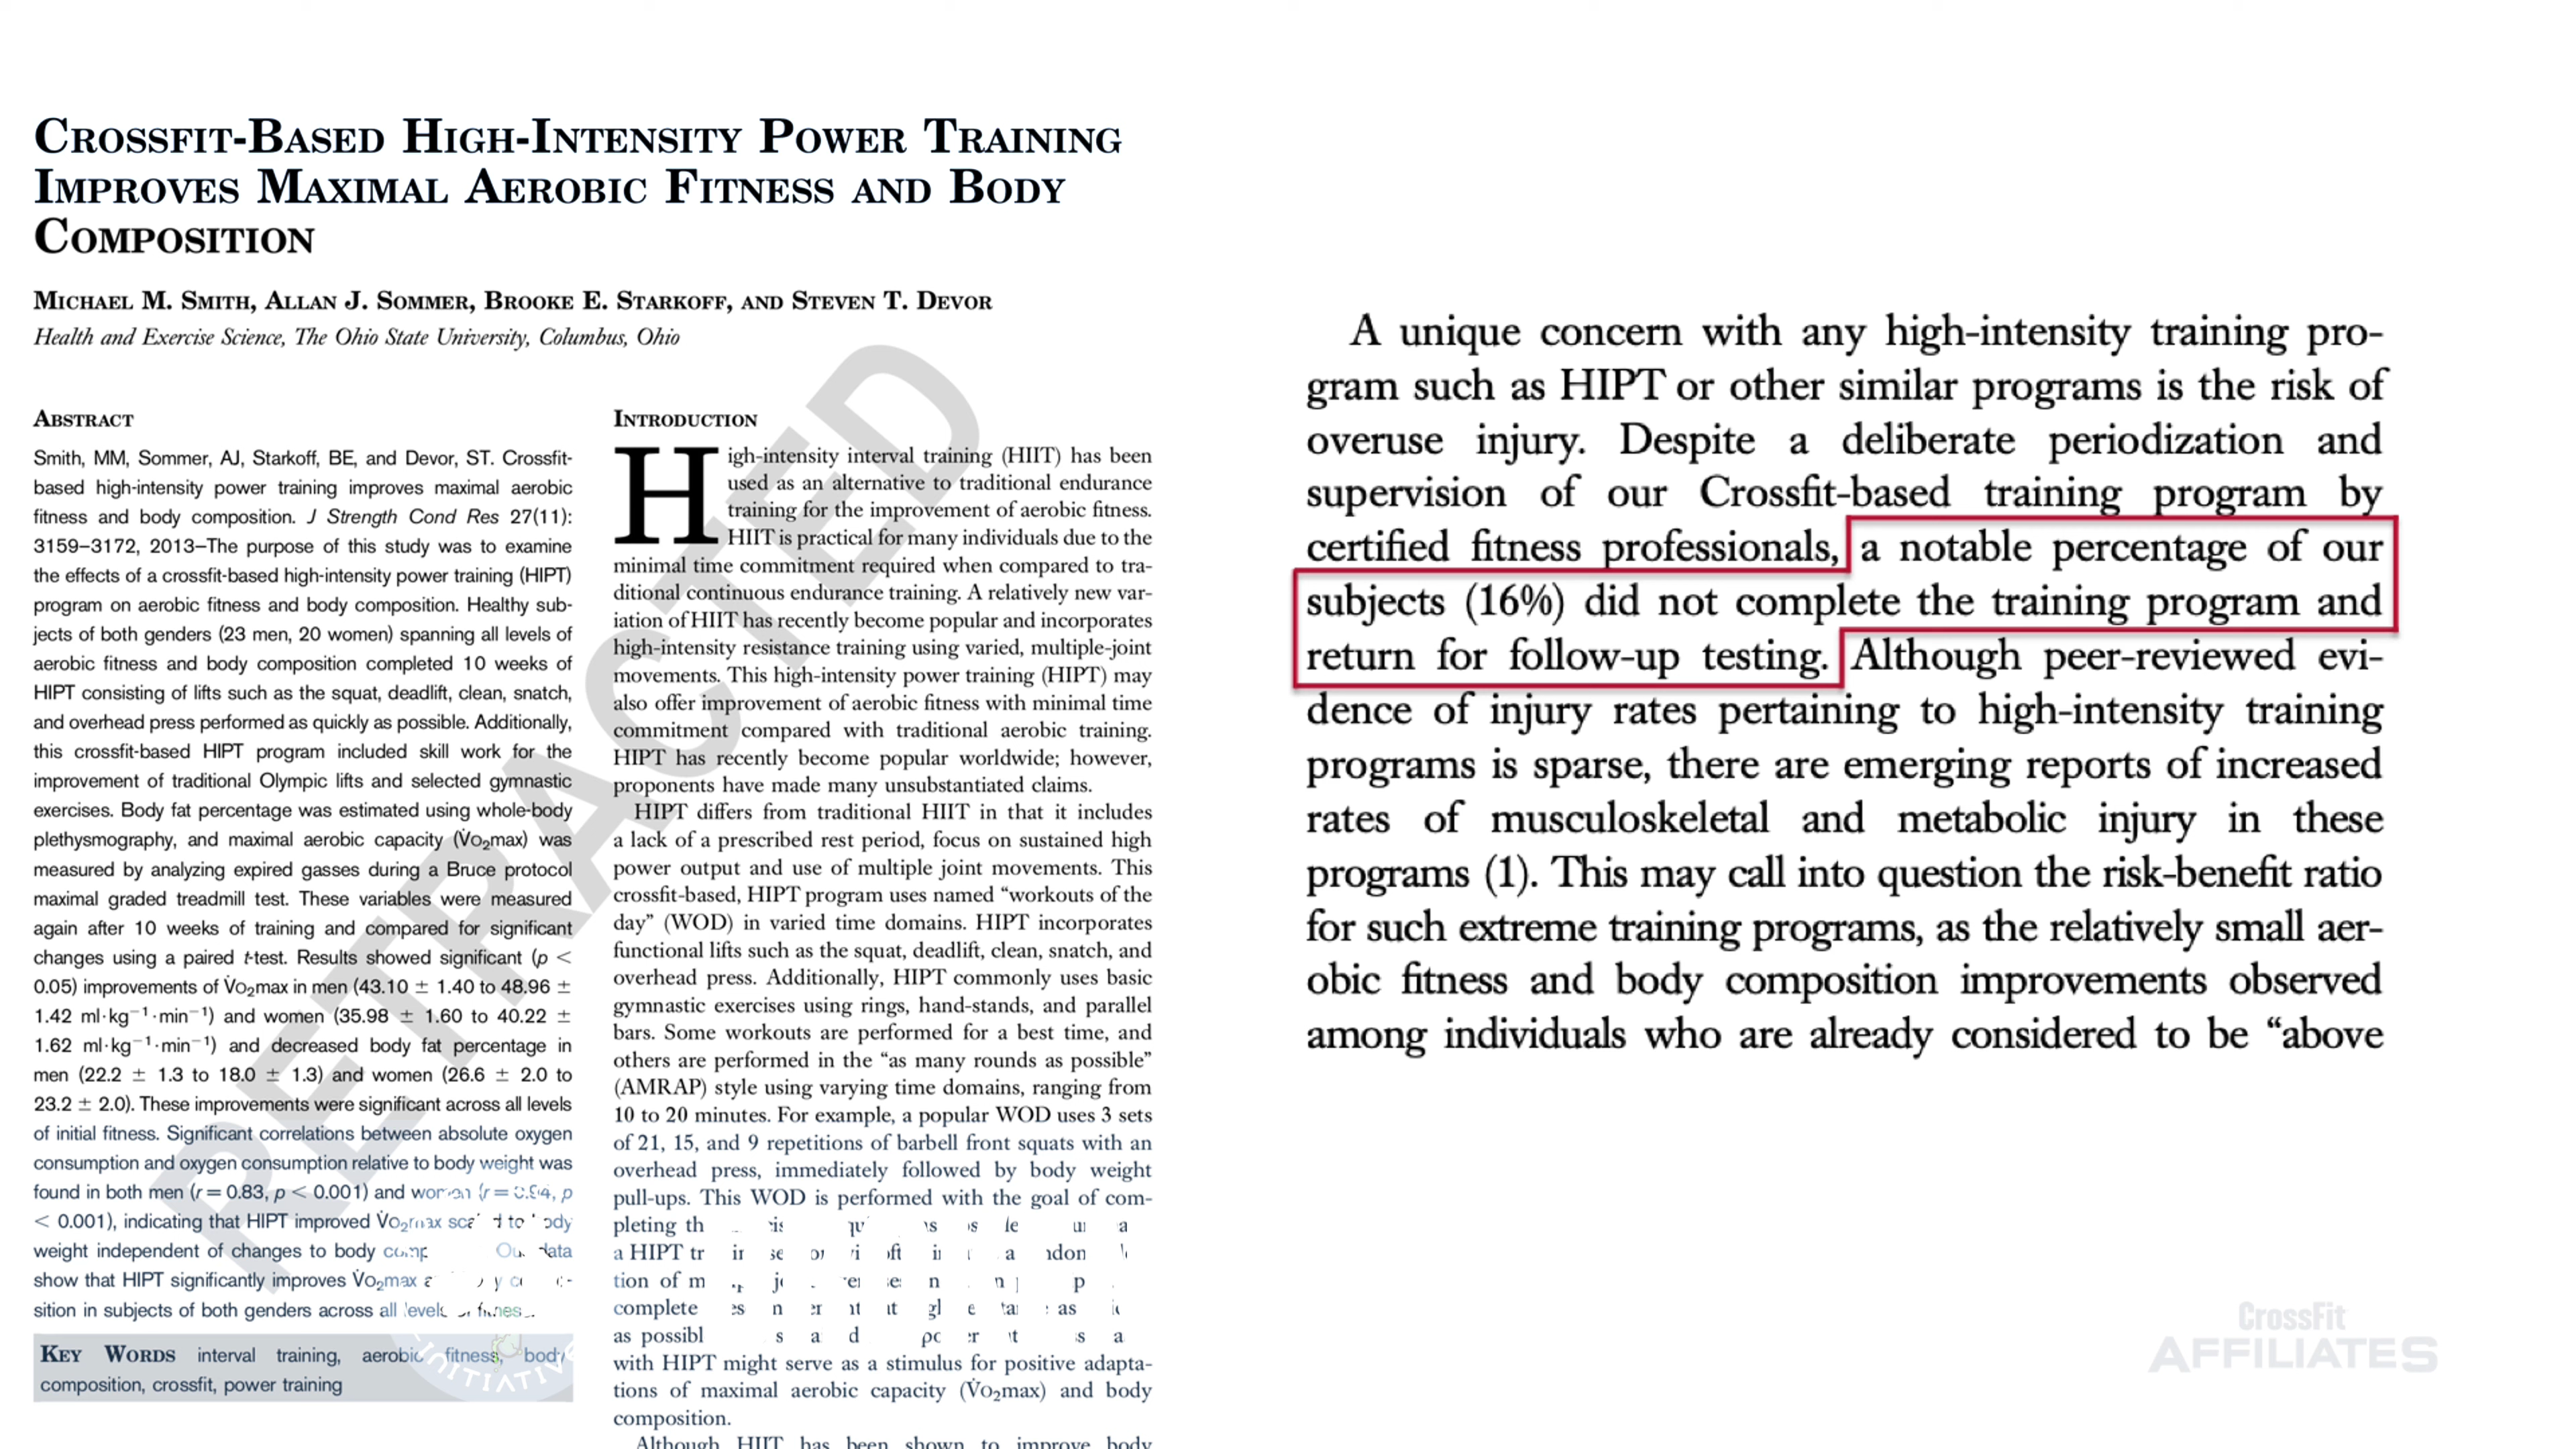 CROSSFIT-BASED HIGH-INTENSITY POWER TRAINING
IMPROVES MAXIMAL AEROBIC FITNESS AND BODY
COMPOSITION
MICHAEL M. SMITH, ALLAN J. SOMMER, BROOKE E. STARKOFF, AND STEVEN T. DEVOR
Health and Exercise Science, The Ohio State University, Columbus, Ohio
RETRACTED
ABSTRACT
Smith, MM, Sommer, AJ, Starkoff, BE, and Devor, ST. Crossfit-
based high-intensity power training improves maximal aerobic
fitness and body composition. J Strength Cond Res 27(11):
3159–3172, 2013–The purpose of this study was to examine
the effects of a crossfit-based high-intensity power training (HIPT)
program on aerobic fitness and body composition. Healthy sub-
jects of both genders (23 men, 20 women) spanning all levels of
aerobic fitness and body composition completed 10 weeks of
HIPT consisting of lifts such as the squat, deadlift, clean, snatch,
and overhead press performed as quickly as possible. Additionally,
this crossfit-based HIPT program included skill work for the
improvement of traditional Olympic lifts and selected gymnastic
exercises. Body fat percentage was estimated using whole-body
plethysmography, and maximal aerobic capacity (V̇o₂max) was
measured by analyzing expired gasses during a Bruce protocol
maximal graded treadmill test. These variables were measured
again after 10 weeks of training and compared for significant
changes using a paired t-test. Results showed significant (p <
0.05) improvements of V̇o₂max in men (43.10 ± 1.40 to 48.96 ±
1.42 ml·kg⁻¹·min⁻¹) and women (35.98 ± 1.60 to 40.22 ±
1.62 ml·kg⁻¹·min⁻¹) and decreased body fat percentage in
men (22.2 ± 1.3 to 18.0 ± 1.3) and women (26.6 ± 2.0 to
23.2 ± 2.0). These improvements were significant across all levels
of initial fitness. Significant correlations between absolute oxygen
consumption and oxygen consumption relative to body weight was
found in both men (r = 0.83, p < 0.001) and women (r = 0.94, p
< 0.001), indicating that HIPT improved V̇o₂max scaled to body
weight independent of changes to body Our data
show that HIPT significantly improves V̇o₂max
sition in subjects of both genders across all levels of fitness.
KEY WORDS interval training, aerobic fitness, body
composition, crossfit, power training
INITIATIVE
INTRODUCTION
High-intensity interval training (HIIT) has been
used as an alternative to traditional endurance
training for the improvement of aerobic fitness.
HIIT is practical for many individuals due to the
minimal time commitment required when compared to tra-
ditional continuous endurance training. A relatively new var-
iation of HIIT has recently become popular and incorporates
high-intensity resistance training using varied, multiple-joint
movements. This high-intensity power training (HIPT) may
also offer improvement of aerobic fitness with minimal time
commitment compared with traditional aerobic training.
HIPT has recently become popular worldwide; however,
proponents have made many unsubstantiated claims.
HIPT differs from traditional HIIT in that it includes
a lack of a prescribed rest period, focus on sustained high
power output and use of multiple joint movements. This
crossfit-based, HIPT program uses named “workouts of the
day” (WOD) in varied time domains. HIPT incorporates
functional lifts such as the squat, deadlift, clean, snatch, and
overhead press. Additionally, HIPT commonly uses basic
gymnastic exercises using rings, hand-stands, and parallel
bars. Some workouts are performed for a best time, and
others are performed in the “as many rounds as possible”
(AMRAP) style using varying time domains, ranging from
10 to 20 minutes. For example, a popular WOD uses 3 sets
of 21, 15, and 9 repetitions of barbell front squats with an
overhead press, immediately followed by body weight
pull-ups. This WOD is performed with the goal of com-
pleting
a HIPT
tion of
complete as
as
with HIPT might serve as a stimulus for positive adapta-
tions of maximal aerobic capacity (V̇o₂max) and body
composition.
Although HIIT has been shown to improve body
A unique concern with any high-intensity training pro-
gram such as HIPT or other similar programs is the risk of
overuse injury. Despite a deliberate periodization and
supervision of our Crossfit-based training program by
certified fitness professionals, a notable percentage of our
subjects (16%) did not complete the training program and
return for follow-up testing. Although peer-reviewed evi-
dence of injury rates pertaining to high-intensity training
programs is sparse, there are emerging reports of increased
rates of musculoskeletal and metabolic injury in these
programs (1). This may call into question the risk-benefit ratio
for such extreme training programs, as the relatively small aer-
obic fitness and body composition improvements observed
among individuals who are already considered to be “above
CrossFit
AFFILIATES